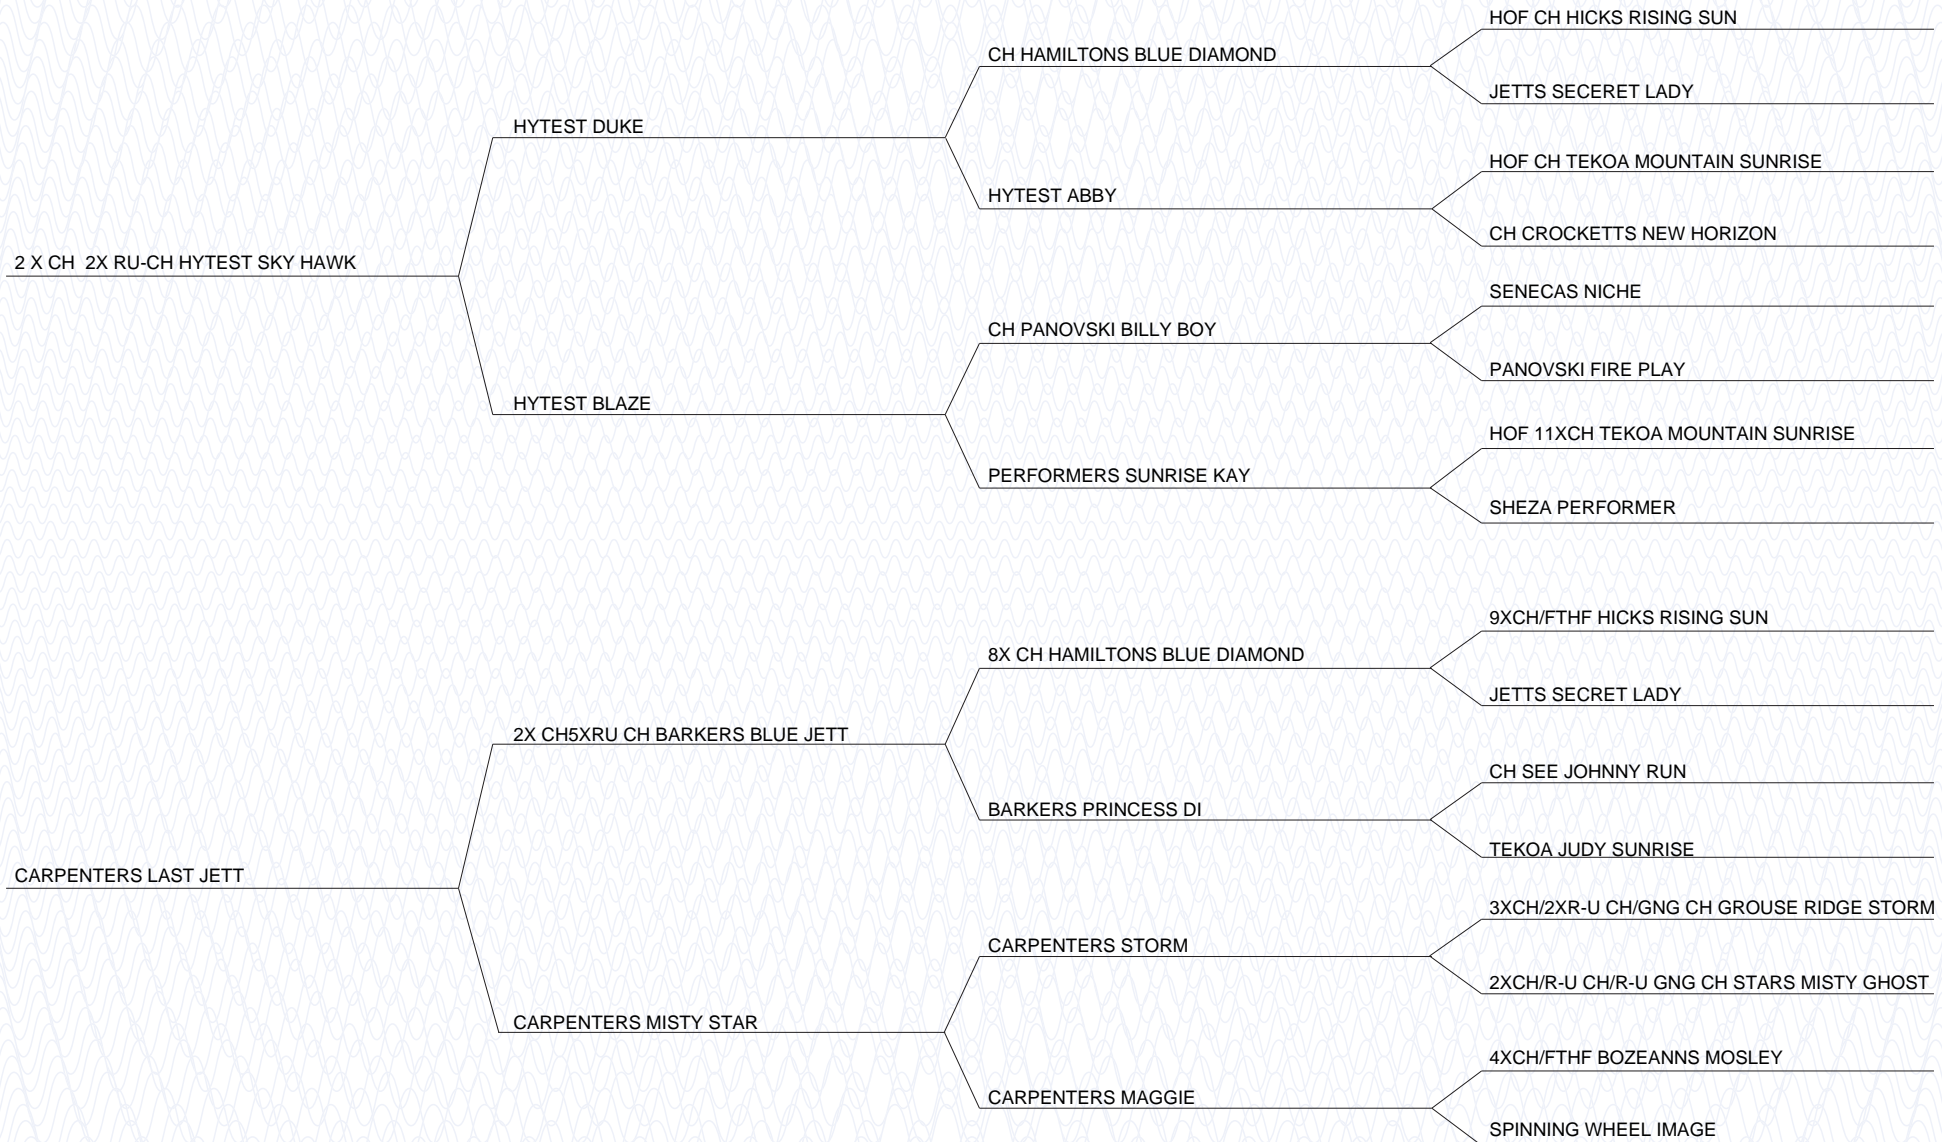 HOF CH HICKS RISING SUN
CH HAMILTONS BLUE DIAMOND
JETTS SECERET LADY
HYTEST DUKE
HOF CH TEKOA MOUNTAIN SUNRISE
HYTEST ABBY
CH CROCKETTS NEW HORIZON
2 X CH  2X RU-CH HYTEST SKY HAWK
SENECAS NICHE
CH PANOVSKI BILLY BOY
PANOVSKI FIRE PLAY
HYTEST BLAZE
HOF 11XCH TEKOA MOUNTAIN SUNRISE
PERFORMERS SUNRISE KAY
SHEZA PERFORMER
9XCH/FTHF HICKS RISING SUN
8X CH HAMILTONS BLUE DIAMOND
JETTS SECRET LADY
2X CH5XRU CH BARKERS BLUE JETT
CH SEE JOHNNY RUN
BARKERS PRINCESS DI
TEKOA JUDY SUNRISE
CARPENTERS LAST JETT
3XCH/2XR-U CH/GNG CH GROUSE RIDGE STORM
CARPENTERS STORM
2XCH/R-U CH/R-U GNG CH STARS MISTY GHOST
CARPENTERS MISTY STAR
4XCH/FTHF BOZEANNS MOSLEY
CARPENTERS MAGGIE
SPINNING WHEEL IMAGE